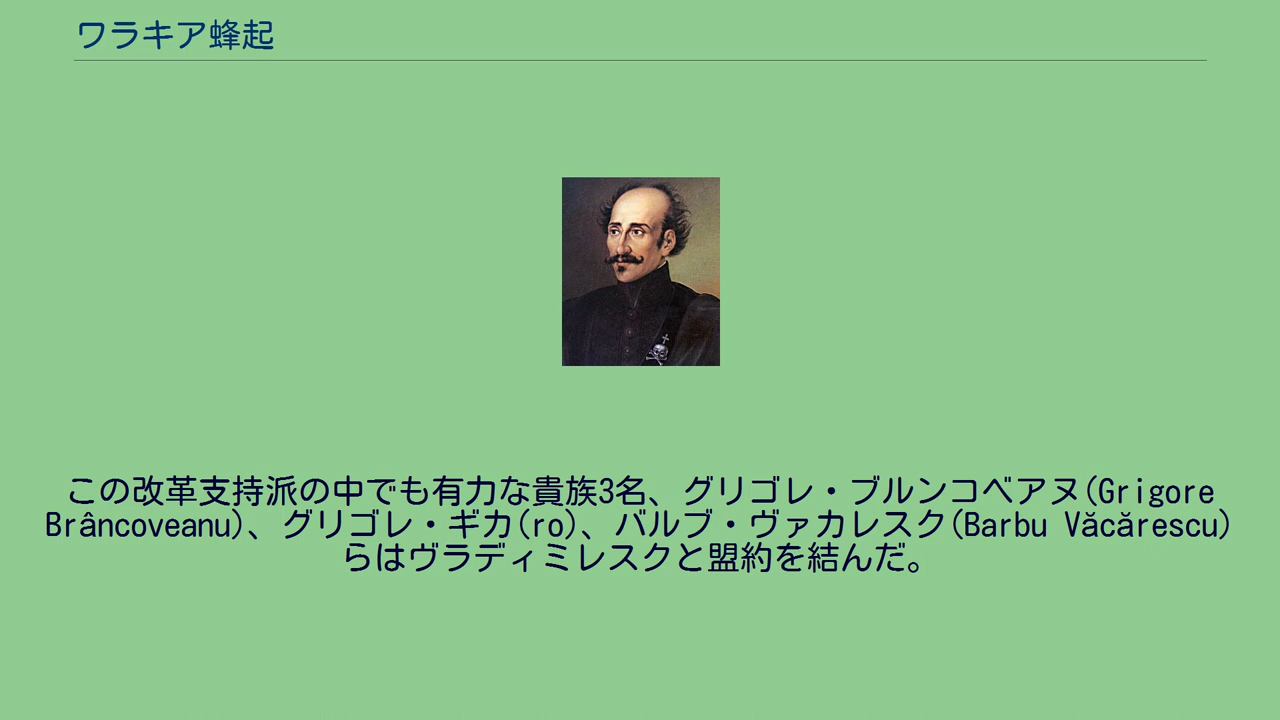 ワラキア蜂起
この改革支持派の中でも有力な貴族3名、グリゴレ・ブルンコベアヌ(Grigore
Brâncoveanu)、グリゴレ・ギカ(ro)、バルブ・ヴァカレスク(Barbu Văcărescu)
らはヴラディミレスクと盟約を結んだ。